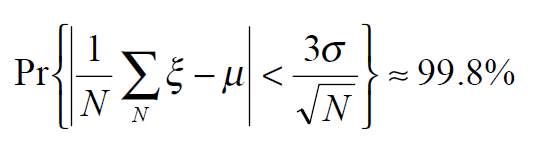 Pr{|1/N ∑_N ξ − μ| < 3σ/√N} ≈ 99.8%